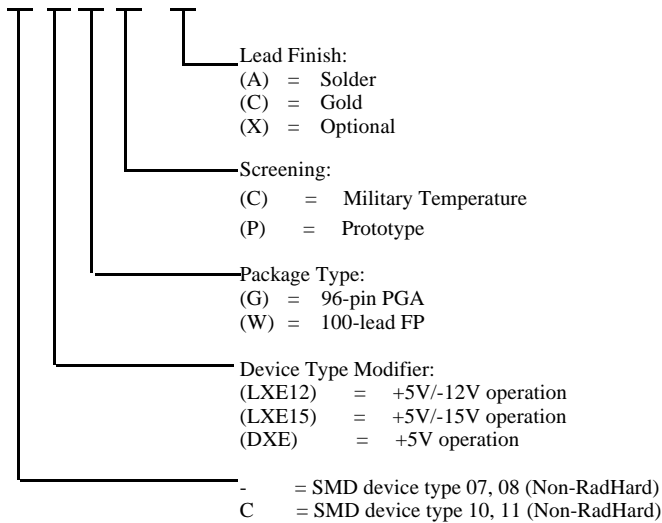 Lead Finish:
(A) = Solder
(C) = Gold
(X) = Optional
Screening:
(C) = Military Temperature
(P) = Prototype
Package Type:
(G) = 96-pin PGA
(W) = 100-lead FP
Device Type Modifier:
(LXE12) = +5V/-12V operation
(LXE15) = +5V/-15V operation
(DXE) = +5V operation
- = SMD device type 07, 08 (Non-RadHard)
C = SMD device type 10, 11 (Non-RadHard)